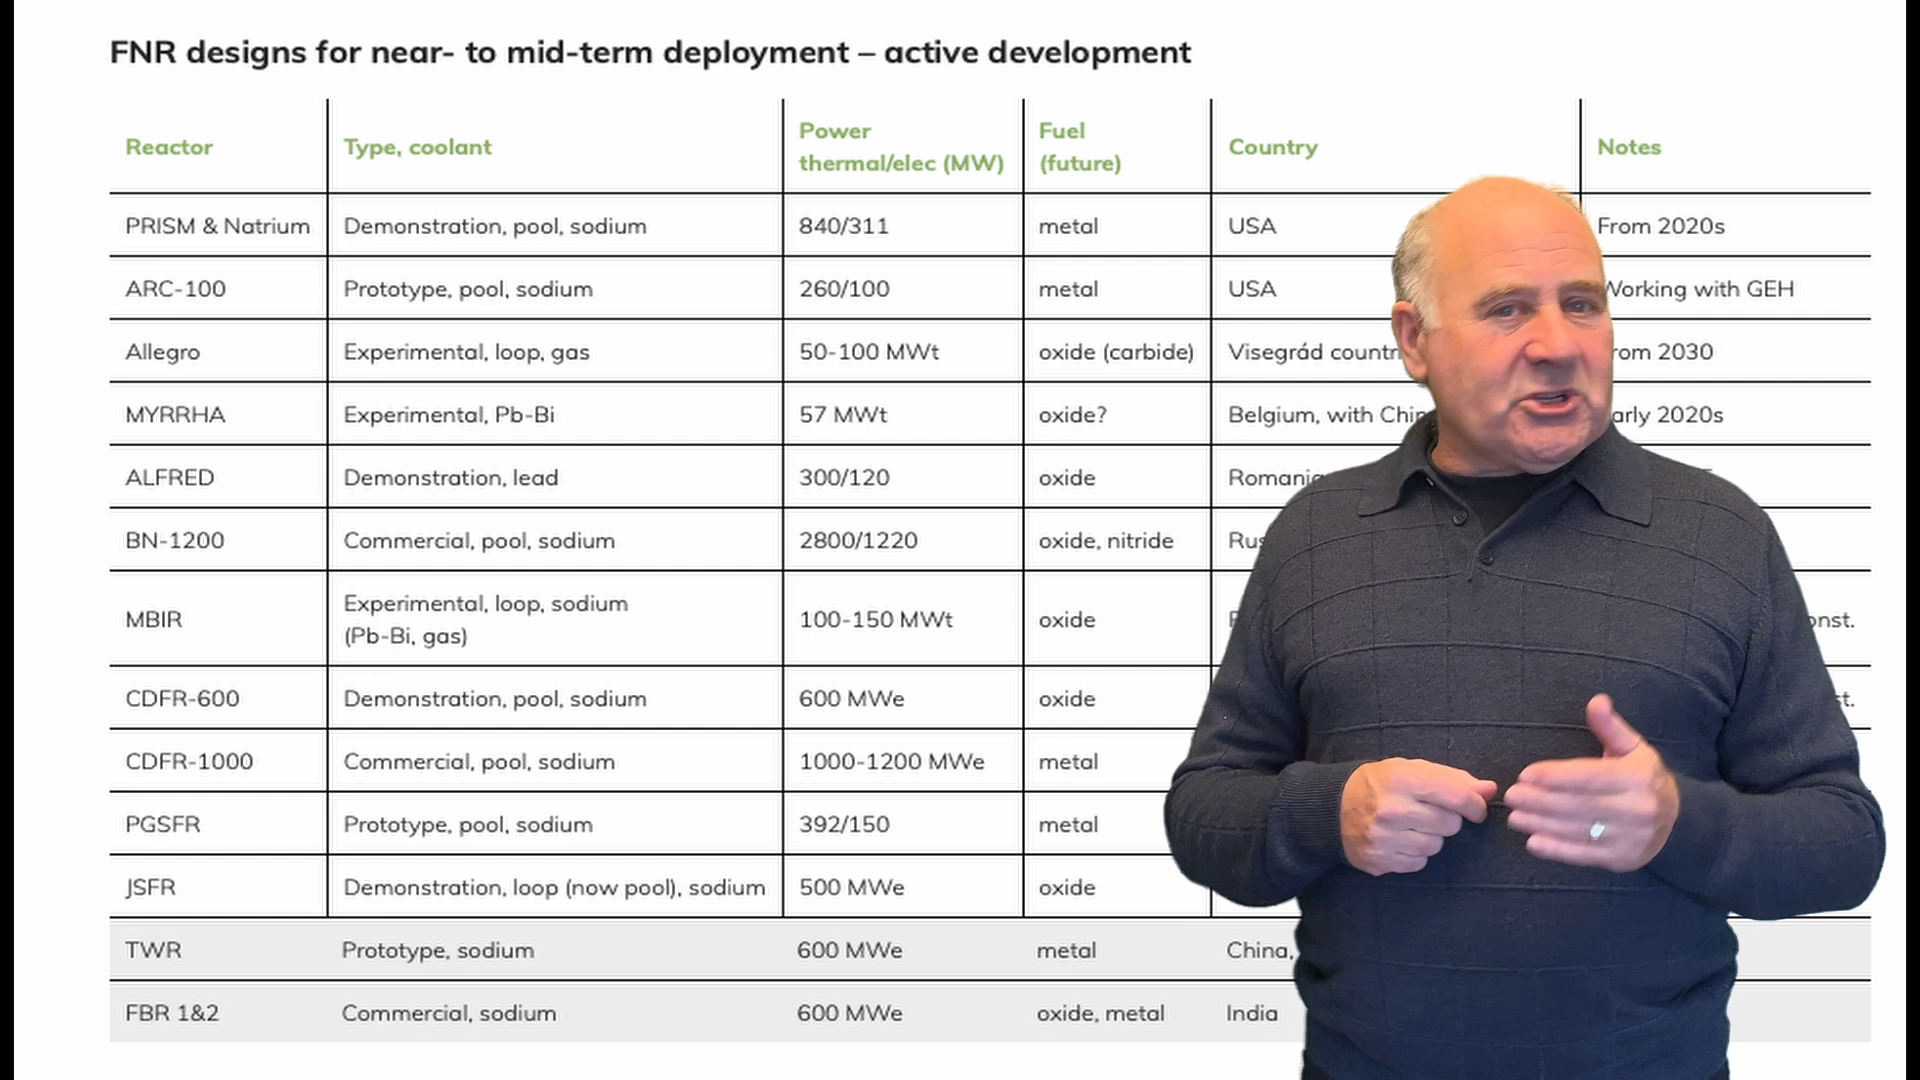 FNR designs for near- to mid-term deployment – active development
Reactor Type, coolant Power thermal/elec (MW) Fuel (future) Country Notes
PRISM & Natrium Demonstration, pool, sodium 840/311 metal USA From 2020s
ARC-100 Prototype, pool, sodium 260/100 metal USA Working with GEH
Allegro Experimental, loop, gas 50-100 MWt oxide (carbide) Visegrád 2030
MYRRHA Experimental, Pb-Bi 57 MWt oxide? Belgium, with 2020s
ALFRED Demonstration, lead 300/120 oxide
BN-1200 Commercial, pool, sodium 2800/1220 oxide, nitride
MBIR Experimental, loop, sodium (Pb-Bi, gas) 100-150 MWt oxide
CDFR-600 Demonstration, pool, sodium 600 MWe oxide
CDFR-1000 Commercial, pool, sodium 1000-1200 MWe metal
PGSFR Prototype, pool, sodium 392/150 metal
JSFR Demonstration, loop (now pool), sodium 500 MWe oxide
TWR Prototype, sodium 600 MWe metal China,
FBR 1&2 Commercial, sodium 600 MWe oxide, metal India